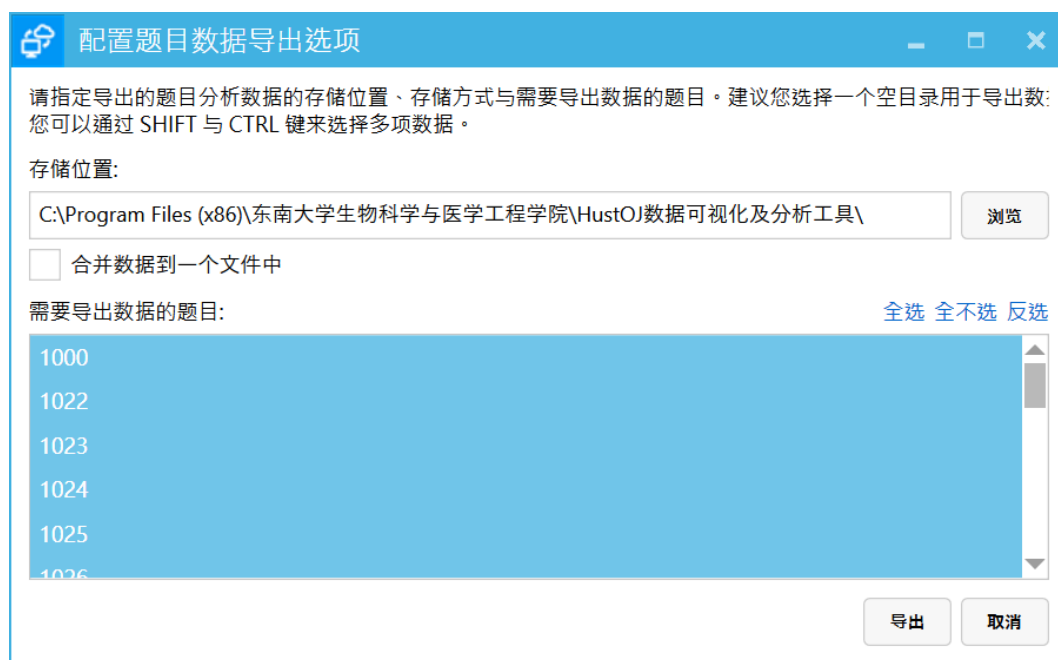 配置题目数据导出选项
请指定导出的题目分析数据的存储位置、存储方式与需要导出数据的题目。建议您选择一个空目录用于导出数
您可以通过 SHIFT 与 CTRL 键来选择多项数据。
存储位置:
C:\Program Files (x86)\东南大学生物科学与医学工程学院\HustOJ数据可视化及分析工具\
浏览
合并数据到一个文件中
需要导出数据的题目:
全选 全不选 反选
1000
1022
1023
1024
1025
1026
导出
取消